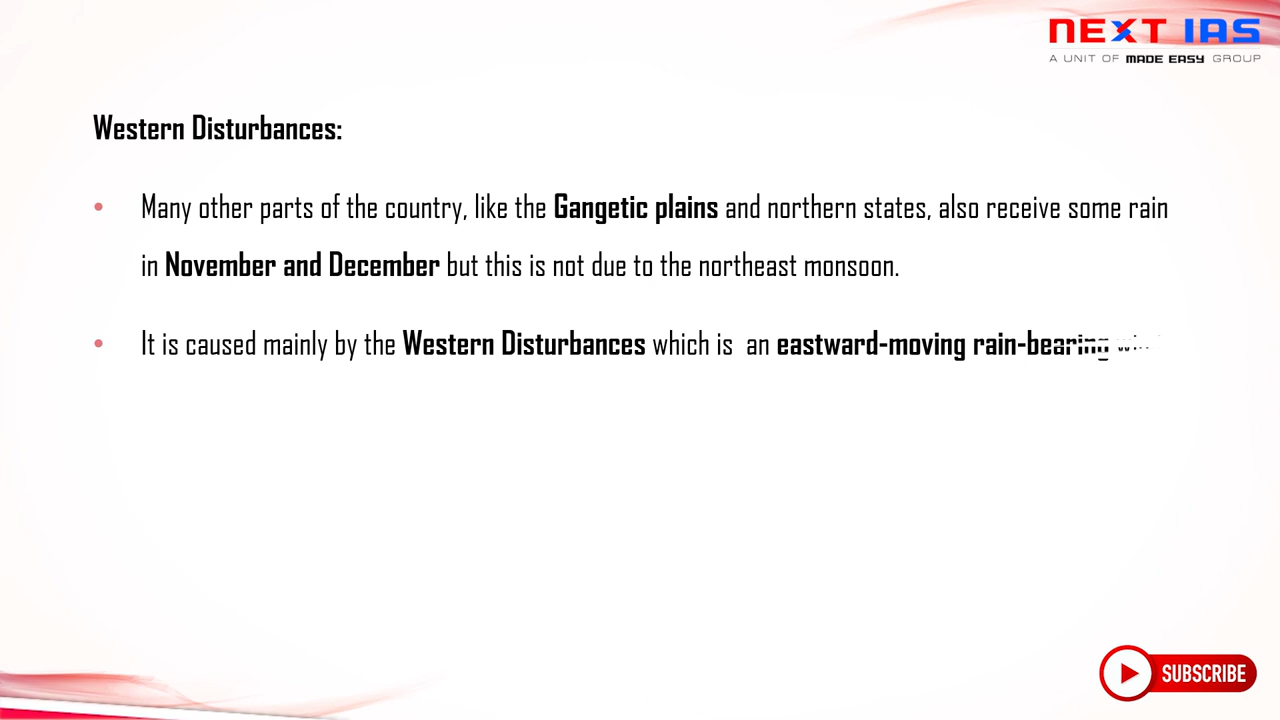 NEXT IAS
A UNIT OF MADE EASY GROUP
Western Disturbances:
• Many other parts of the country, like the Gangetic plains and northern states, also receive some rain
in November and December but this is not due to the northeast monsoon.
• It is caused mainly by the Western Disturbances which is an eastward-moving rain-bearing
SUBSCRIBE